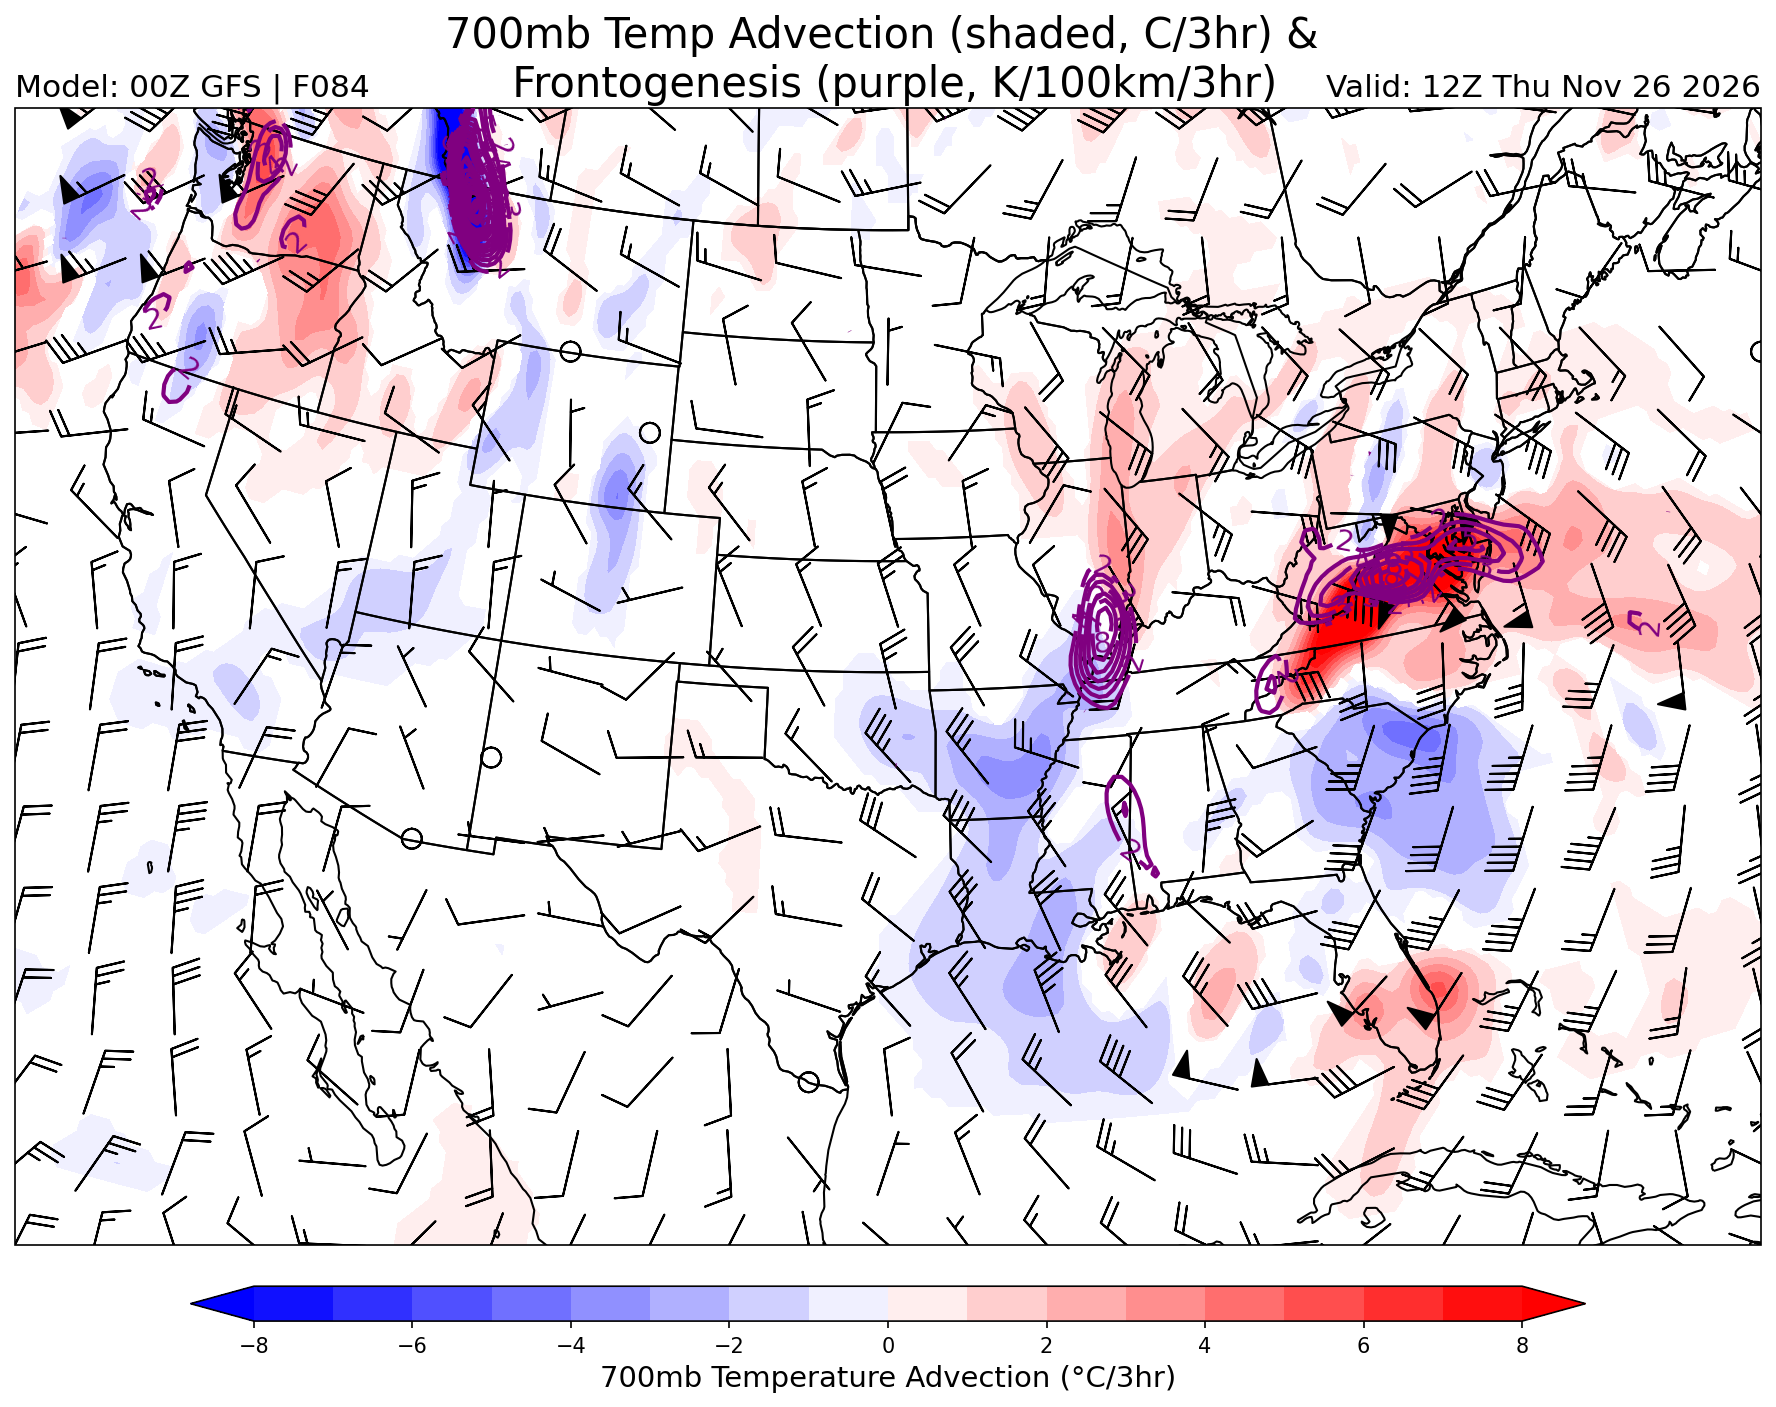 700mb Temp Advection (shaded, C/3hr) &
Frontogenesis (purple, K/100km/3hr)
Model: 00Z GFS | F084
Valid: 12Z Thu Nov 26 2026
−8 −6 −4 −2 0 2 4 6 8
700mb Temperature Advection (°C/3hr)